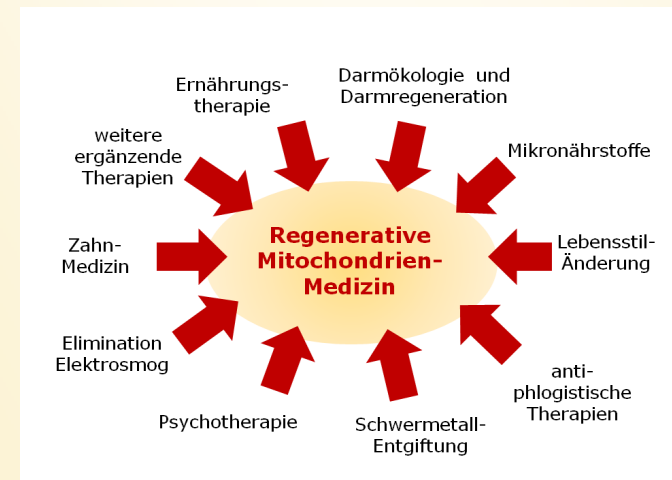 Ernährungs-
therapie
Darmökologie und
Darmregeneration
Mikronährstoffe
Lebensstil-
Änderung
anti-
phlogistische
Therapien
Schwermetall-
Entgiftung
Psychotherapie
Elimination
Elektrosmog
Zahn-
Medizin
weitere
ergänzende
Therapien
Regenerative
Mitochondrien-
Medizin